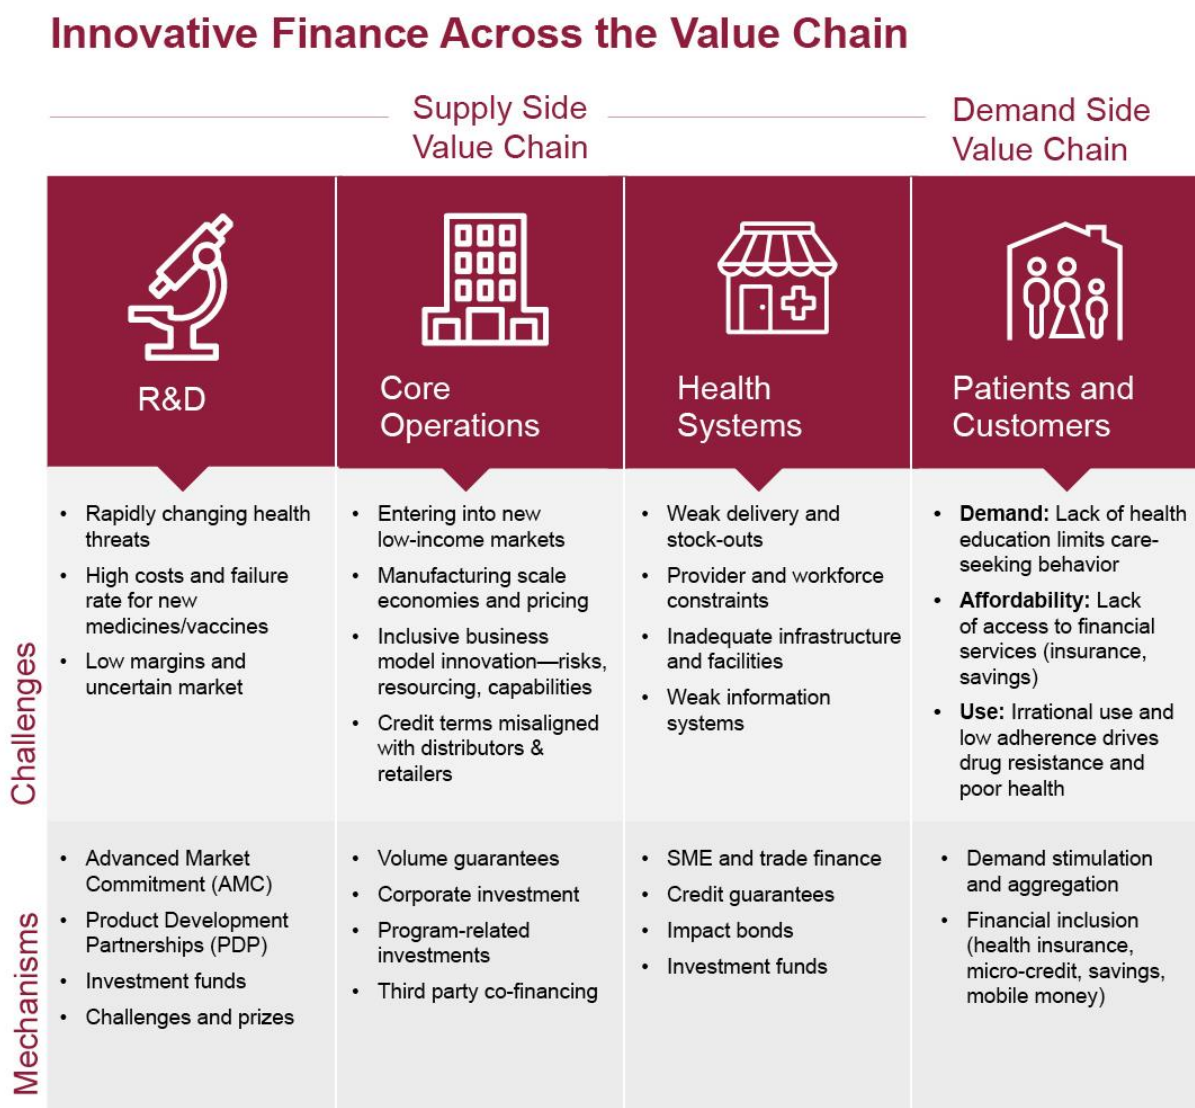 Innovative Finance Across the Value Chain
Supply Side
Value Chain
Demand Side
Value Chain
R&D
Core
Operations
Health
Systems
Patients and
Customers
Challenges
• Rapidly changing health
threats
• High costs and failure
rate for new
medicines/vaccines
• Low margins and
uncertain market
• Entering into new
low-income markets
• Manufacturing scale
economies and pricing
• Inclusive business
model innovation—risks,
resourcing, capabilities
• Credit terms misaligned
with distributors &
retailers
• Weak delivery and
stock-outs
• Provider and workforce
constraints
• Inadequate infrastructure
and facilities
• Weak information
systems
• Demand: Lack of health
education limits care-
seeking behavior
• Affordability: Lack
of access to financial
services (insurance,
savings)
• Use: Irrational use and
low adherence drives
drug resistance and
poor health
Mechanisms
• Advanced Market
Commitment (AMC)
• Product Development
Partnerships (PDP)
• Investment funds
• Challenges and prizes
• Volume guarantees
• Corporate investment
• Program-related
investments
• Third party co-financing
• SME and trade finance
• Credit guarantees
• Impact bonds
• Investment funds
• Demand stimulation
and aggregation
• Financial inclusion
(health insurance,
micro-credit, savings,
mobile money)